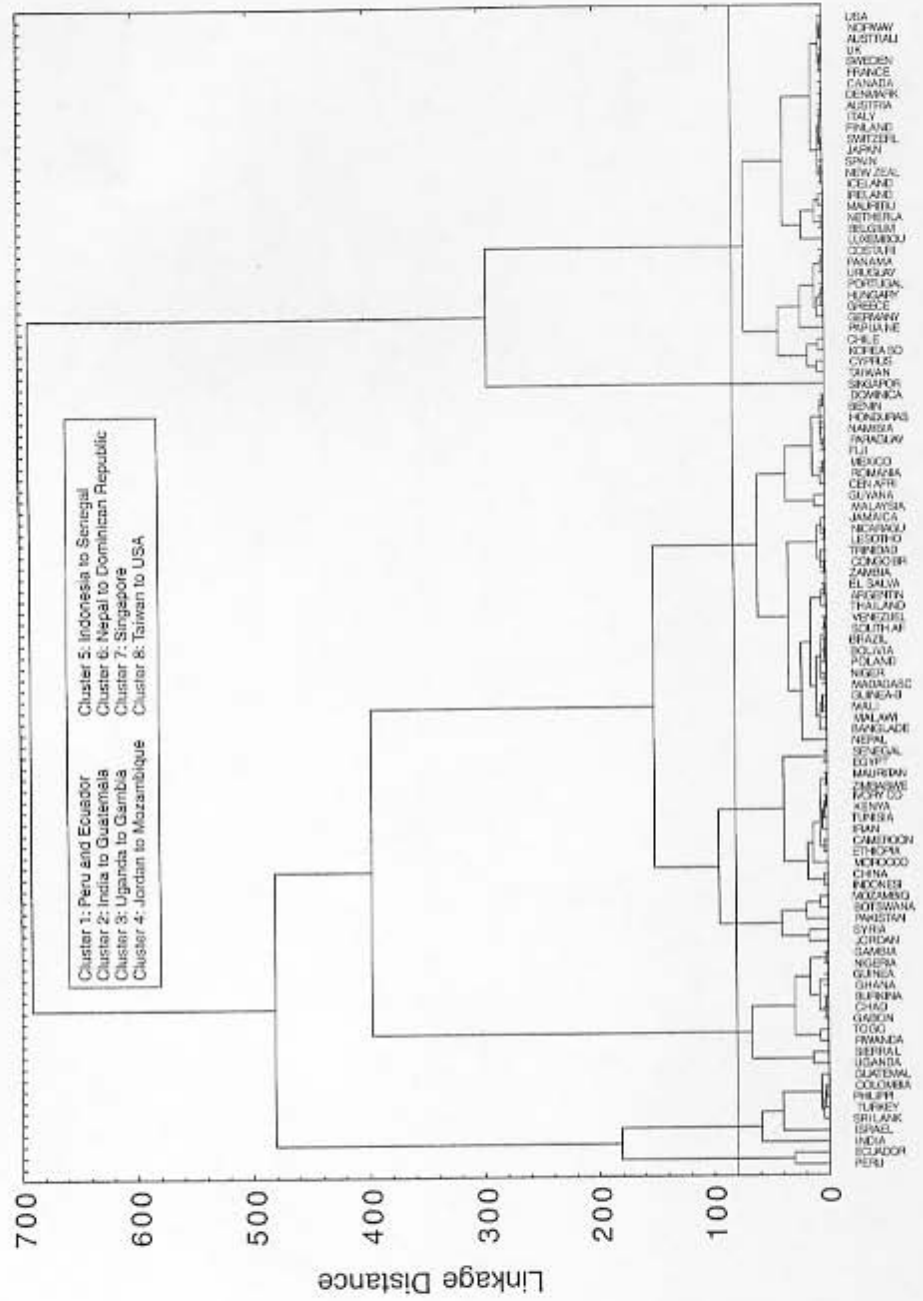 USA
NORWAY
AUSTRALI
UK
SWEDEN
FRANCE
CANADA
DENMARK
AUSTRIA
ITALY
FINLAND
SWITZERL
JAPAN
SPAIN
NEW ZEAL
ICELAND
IRELAND
MAURITIU
NETHERLA
BELGIUM
LUXEMBOU
COSTA RI
PANAMA
URUGUAY
PORTUGAL
HUNGARY
GREECE
GERMANY
PAPUA NE
CHILE
KOREA SO
CYPRUS
TAIWAN
SINGAPOR
DOMINICA
BENIN
HONDURAS
NAMIBIA
PARAGUAY
FIJI
MEXICO
ROMANIA
CEN AFRI
GUYANA
MALAYSIA
JAMAICA
NICARAGU
LESOTHO
TRINIDAD
CONGO BR
ZAMBIA
EL SALVA
ARGENTIN
THAILAND
VENEZUEL
SOUTH AF
BRAZIL
BOLIVIA
POLAND
NIGER
MADAGASC
GUINEA-B
MALI
MALAWI
BANGLADE
NEPAL
SENEGAL
EGYPT
MAURITAN
ZIMBABWE
IVORY CO
KENYA
TUNISIA
IRAN
CAMEROON
ETHIOPIA
MOROCCO
CHINA
INDONESI
MOZAMBIQ
BOTSWANA
PAKISTAN
SYRIA
JORDAN
GAMBIA
NIGERIA
GUINEA
GHANA
BURKINA
CHAD
GABON
TOGO
RWANDA
SIERRA L
UGANDA
GUATEMAL
COLOMBIA
PHILIPPI
TURKEY
SRI LANK
ISRAEL
INDIA
ECUADOR
PERU
Cluster 1: Peru and Ecuador
Cluster 2: India to Guatemala
Cluster 3: Uganda to Gambia
Cluster 4: Jordan to Mozambique
Cluster 5: Indonesia to Senegal
Cluster 6: Nepal to Dominican Republic
Cluster 7: Singapore
Cluster 8: Taiwan to USA
700
600
500
400
300
200
100
0
Linkage Distance